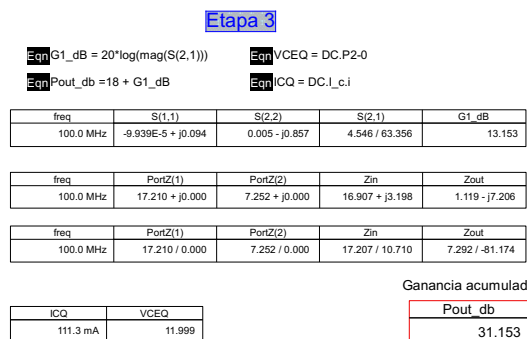 Etapa 3
Eqn G1_dB = 20*log(mag(S(2,1))) Eqn VCEQ = DC.P2-0
Eqn Pout_db =18 + G1_dB Eqn ICQ = DC.I_c.i
freq S(1,1) S(2,2) S(2,1) G1_dB
100.0 MHz -9.939E-5 + j0.094 0.005 - j0.857 4.546 / 63.356 13.153
freq PortZ(1) PortZ(2) Zin Zout
100.0 MHz 17.210 + j0.000 7.252 + j0.000 16.907 + j3.198 1.119 - j7.206
freq PortZ(1) PortZ(2) Zin Zout
100.0 MHz 17.210 / 0.000 7.252 / 0.000 17.207 / 10.710 7.292 / -81.174
Ganancia acumulad
ICQ VCEQ Pout_db
111.3 mA 11.999 31.153